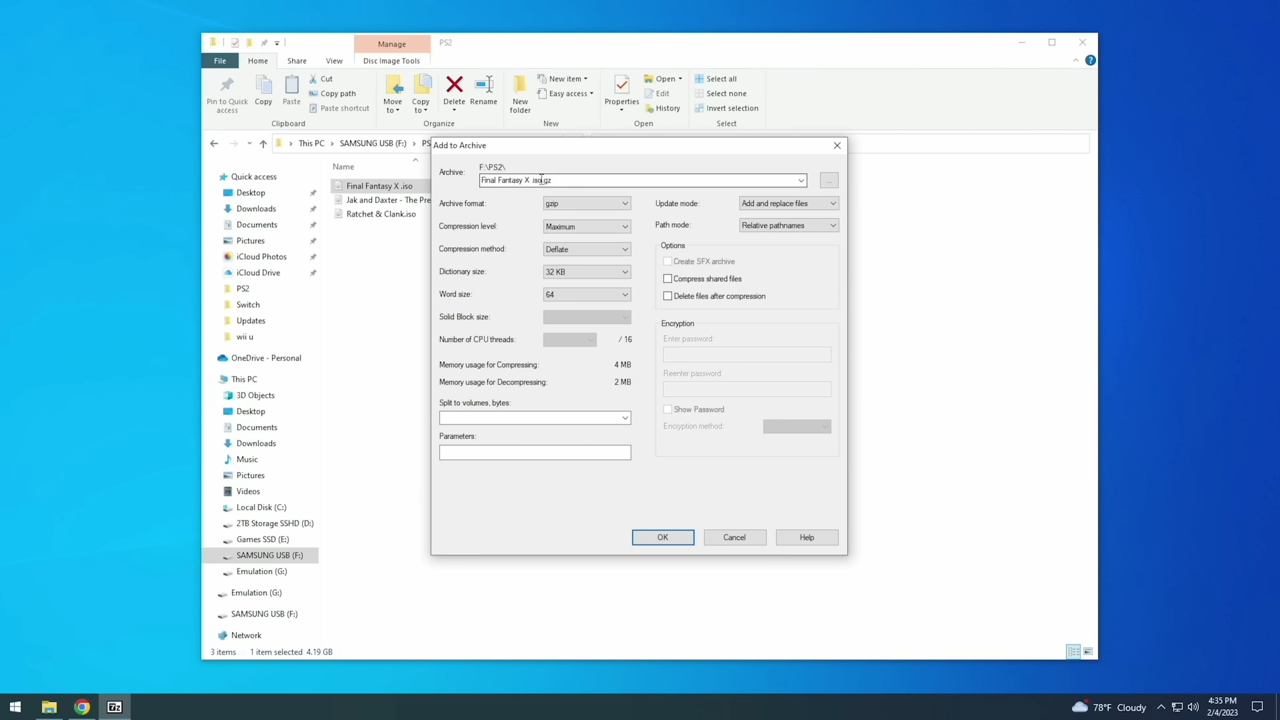 Manage
PS2
File
Home
Share
View
Disc Image Tools
Pin to Quick access
Copy
Paste
Cut
Copy path
Paste shortcut
Clipboard
Move to
Copy to
Delete
Rename
Organize
New folder
New item
Easy access
New
Properties
Open
Edit
History
Open
Select all
Select none
Invert selection
Select
This PC
SAMSUNG USB (F:)
Quick access
Desktop
Downloads
Documents
Pictures
iCloud Photos
iCloud Drive
PS2
Switch
Updates
wii u
OneDrive - Personal
This PC
3D Objects
Desktop
Documents
Downloads
Music
Pictures
Videos
Local Disk (C:)
2TB Storage SSHD (D:)
Games SSD (E:)
SAMSUNG USB (F:)
Emulation (G:)
Emulation (G:)
SAMSUNG USB (F:)
Network
Name
Final Fantasy X .iso
Jak and Daxter - The Pre
Ratchet & Clank.iso
Add to Archive
Archive:
F:\PS2\
Final Fantasy X .iso.gz
...
Archive format:
gzip
Compression level:
Maximum
Compression method:
Deflate
Dictionary size:
32 KB
Word size:
64
Solid Block size:
Number of CPU threads:
/ 16
Memory usage for Compressing:
4 MB
Memory usage for Decompressing:
2 MB
Split to volumes, bytes:
Parameters:
Update mode:
Add and replace files
Path mode:
Relative pathnames
Options
Create SFX archive
Compress shared files
Delete files after compression
Encryption
Enter password:
Reenter password:
Show Password
Encryption method:
OK
Cancel
Help
3 items
1 item selected 4.19 GB
7z
78°F Cloudy
4:35 PM
2/4/2023